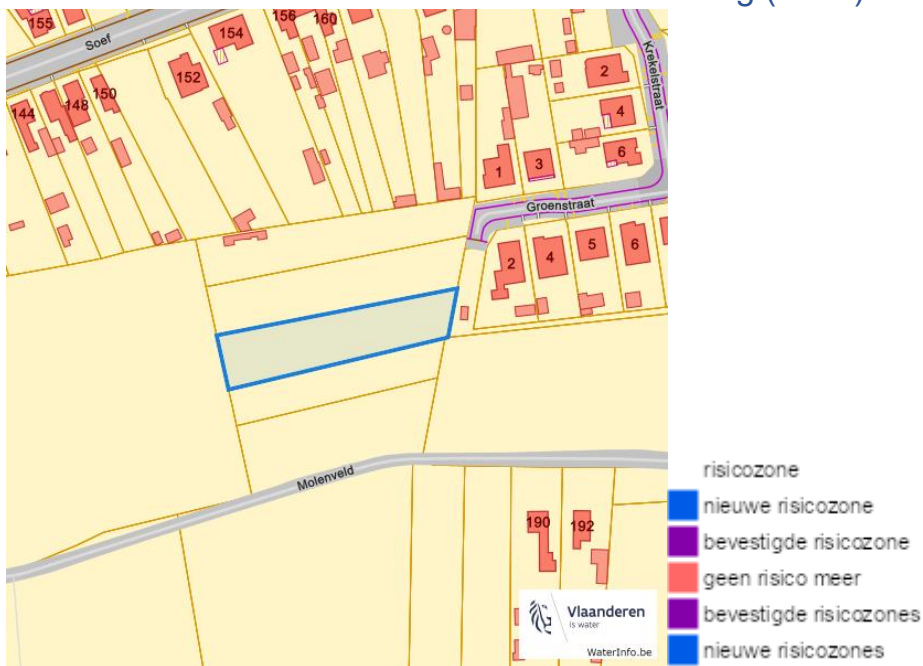 155
Soef
154
156
160
152
150
148
144
Krekelstraat
2
4
6
1
3
Groenstraat
2
4
5
6
Molenveld
190
192
Vlaanderen
is water
WaterInfo.be
risicozone
nieuwe risicozone
bevestigde risicozone
geen risico meer
bevestigde risicozones
nieuwe risicozones